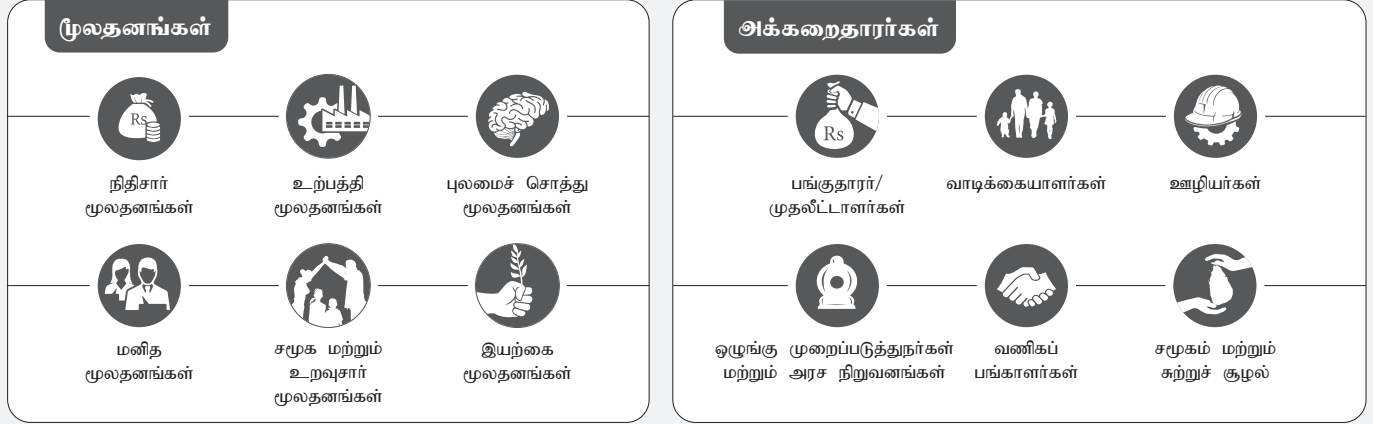 மூலதனங்கள்
Rs
நிதிசார்
மூலதனங்கள்
உற்பத்தி
மூலதனங்கள்
புலமைச் சொத்து
மூலதனங்கள்
மனித
மூலதனங்கள்
சமூக மற்றும்
உறவுசார்
மூலதனங்கள்
இயற்கை
மூலதனங்கள்
அக்கறைதாரர்கள்
Rs
பங்குதாரர்/
முதலீட்டாளர்கள்
வாடிக்கையாளர்கள்
ஊழியர்கள்
ஒழுங்கு முறைப்படுத்துநர்கள்
மற்றும் அரச நிறுவனங்கள்
வணிகப்
பங்காளர்கள்
சமூகம் மற்றும்
சுற்றுச் சூழல்